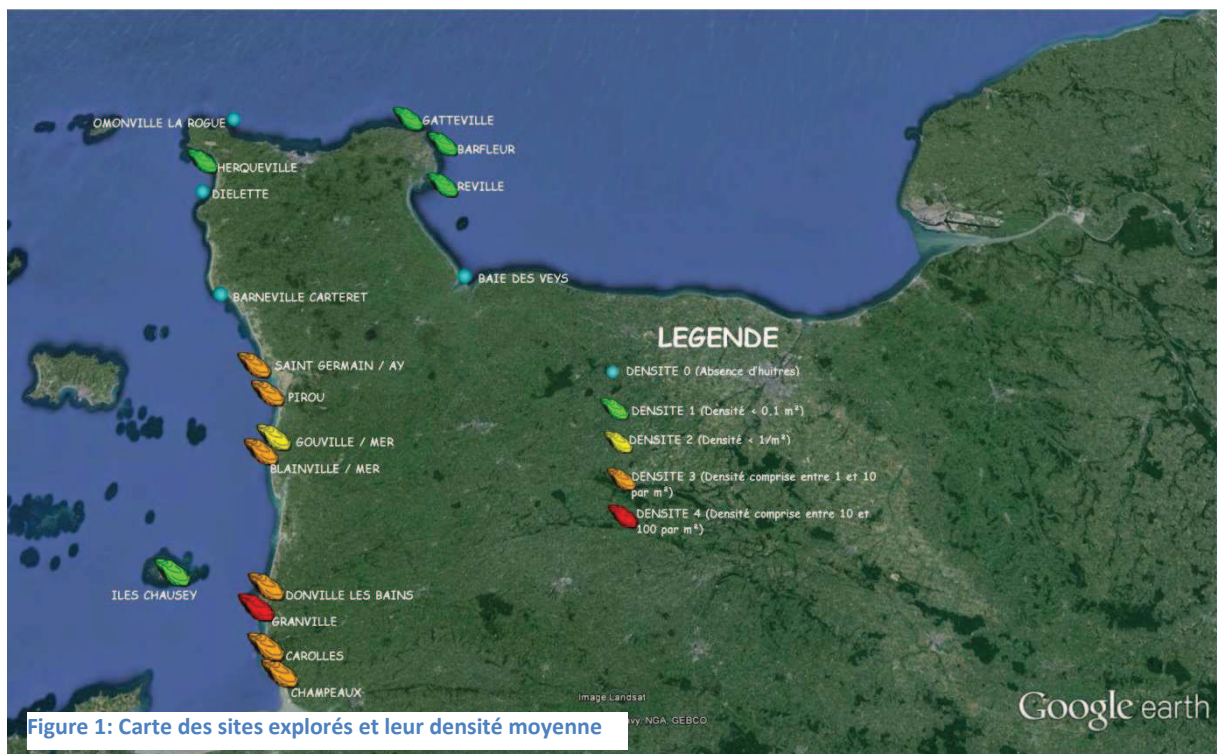 OMONVILLE LA ROGUE
GATTEVILLE
BARFLEUR
HERQUEVILLE
REVILLE
DIELETTE
BAIE DES VEYS
BARNEVILLE CARTERET
SAINT GERMAIN / AY
PIROU
GOUVILLE / MER
BLAINVILLE / MER
ILES CHAUSEY
DONVILLE LES BAINS
GRANVILLE
CAROLLES
CHAMPEAUX
LEGENDE
DENSITE 0 (Absence d'huitres)
DENSITE 1 (Densité < 0,1 m²)
DENSITE 2 (Densité < 1/m²)
DENSITE 3 (Densité comprise entre 1 et 10
par m²)
DENSITE 4 (Densité comprise entre 10 et
100 par m²)
Image Landsat
NGA, GEBCO
Google earth
Figure 1: Carte des sites explorés et leur densité moyenne